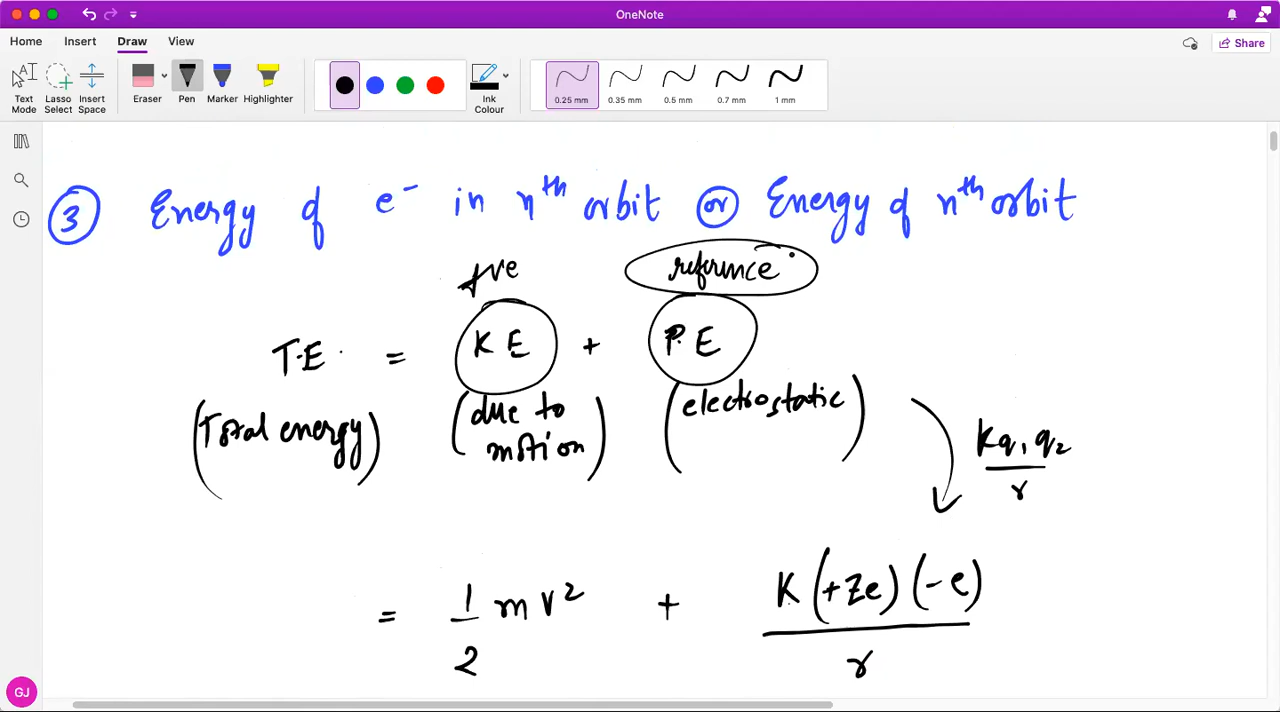 OneNote
Home Insert Draw View
Share
Text Mode
Lasso Select
Insert Space
Eraser
Pen
Marker
Highlighter
Ink Colour
0.25 mm
0.35 mm
0.5 mm
0.7 mm
1 mm
3 Energy of e⁻ in nᵗʰ orbit or Energy of nᵗʰ orbit
+ve reference
T.E. = KE + P.E
(Total energy) (due to motion) (electrostatic)
Kq₁q₂/r
= 1/2 mv² + K(+Ze)(-e)/r
GJ